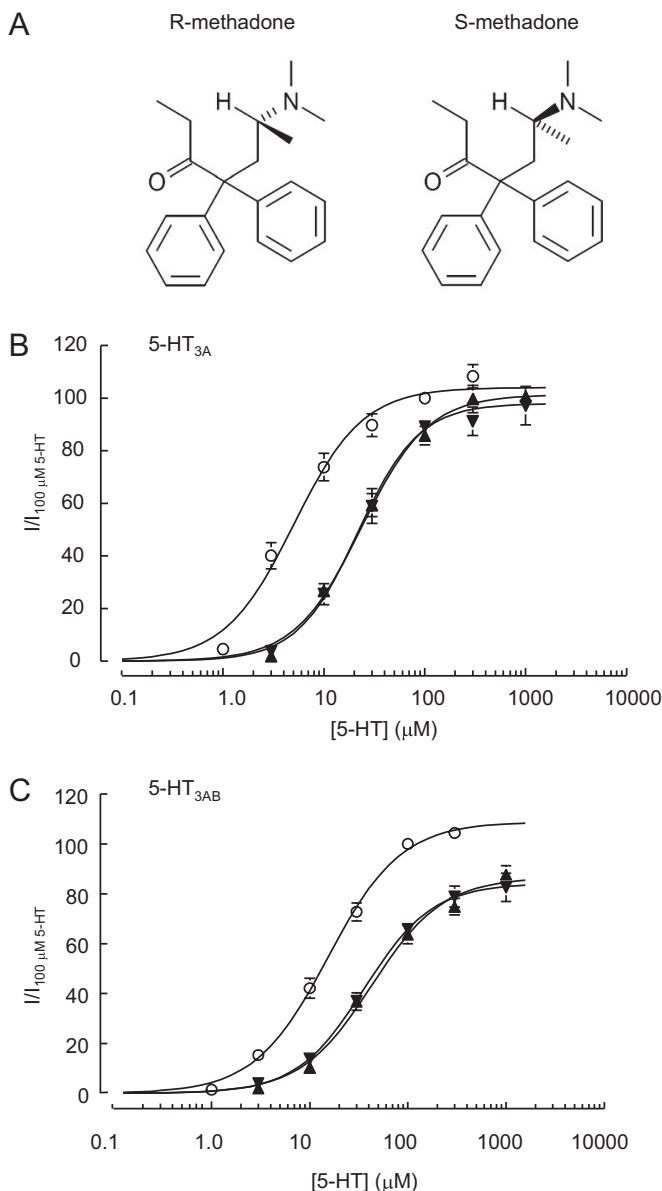 A
R-methadone
S-methadone
H
N
O
H
N
O
B
5-HT3A
120
100
80
60
40
20
0
I/I100 μM 5-HT
0.1
1.0
10
100
1000
10000
[5-HT] (μM)
C
5-HT3AB
120
100
80
60
40
20
0
I/I100 μM 5-HT
0.1
1.0
10
100
1000
10000
[5-HT] (μM)